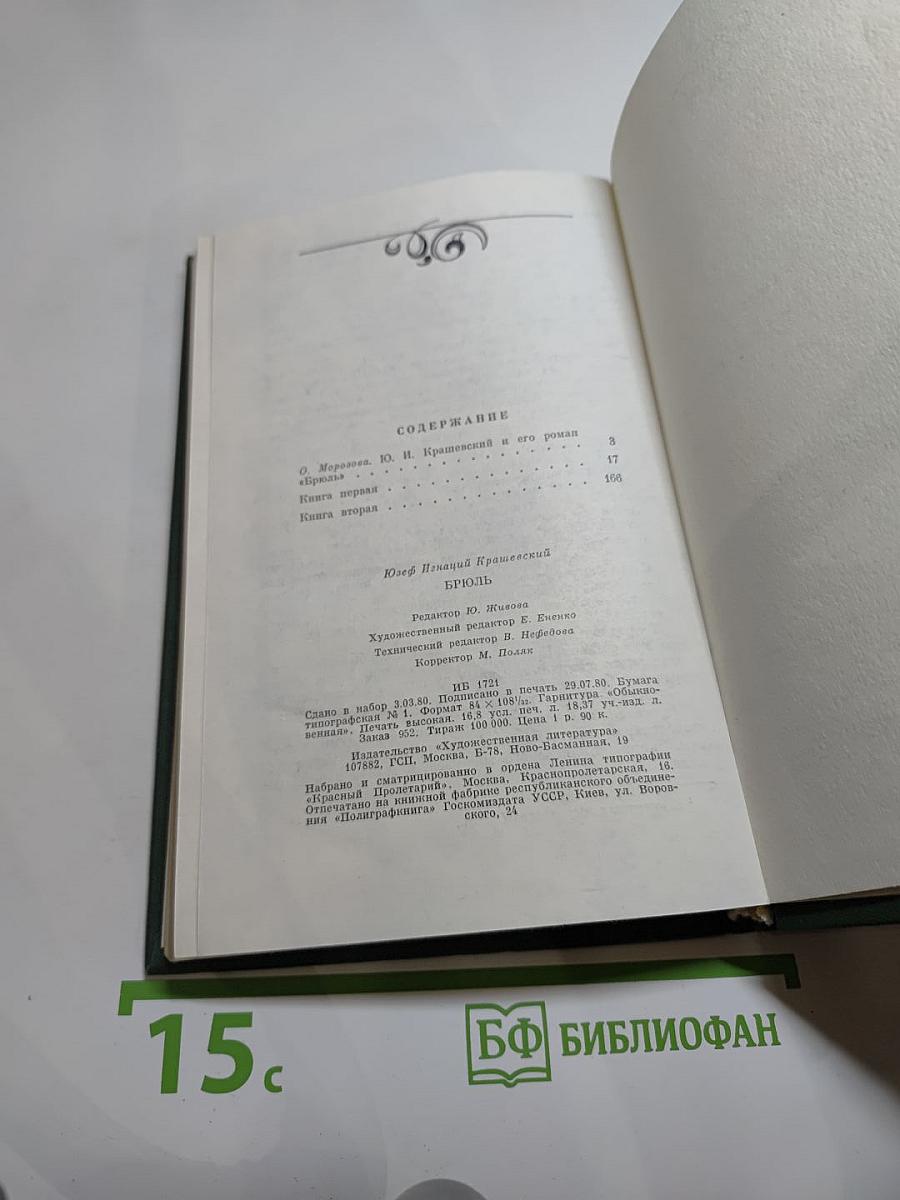 СОДЕРЖАНИЕ
О. Морозова. Ю. И. Крашевский и его роман
«Брюль» . . . . . . . . . . . . . . . 3
Книга первая . . . . . . . . . . . . . 17
Книга вторая . . . . . . . . . . . . . 166
Юзеф Игнаций Крашевский
БРЮЛЬ
Редактор Ю. Живова
Художественный редактор Е. Ененко
Технический редактор В. Нефедова
Корректор М. Поляк
ИБ 1721
Сдано в набор 3.03.80. Подписано в печать 29.07.80. Бумага
типографская № 1. Формат 84 × 108¹/₃₂. Гарнитура «Обыкно-
венная». Печать высокая. 16,8 усл. печ. л. 18,37 уч.-изд. л.
Заказ 952. Тираж 100 000. Цена 1 р. 90 к.
Издательство «Художественная литература»
107882, ГСП, Москва, Б-78, Ново-Басманная, 19
Набрано и сматрицировано в ордена Ленина типографии
«Красный Пролетарий». Москва, Краснопролетарская, 16.
Отпечатано на книжной фабрике республиканского объедине-
ния «Полиграфкнига» Госкомиздата УССР, Киев, ул. Воров-
ского, 24
15 с
БФ БИБЛИОФАН